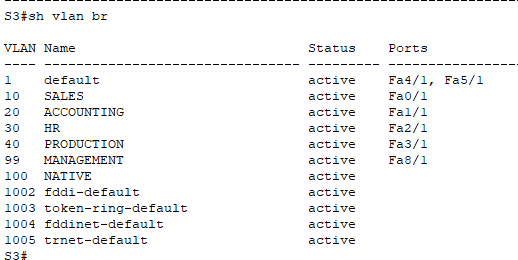 S3#sh vlan br
VLAN Name                             Status    Ports
---- -------------------------------- --------- -------------------------------
1    default                          active    Fa4/1, Fa5/1
10   SALES                            active    Fa0/1
20   ACCOUNTING                       active    Fa1/1
30   HR                               active    Fa2/1
40   PRODUCTION                       active    Fa3/1
99   MANAGEMENT                       active    Fa8/1
100  NATIVE                           active
1002 fddi-default                     active
1003 token-ring-default               active
1004 fddinet-default                  active
1005 trnet-default                    active
S3#